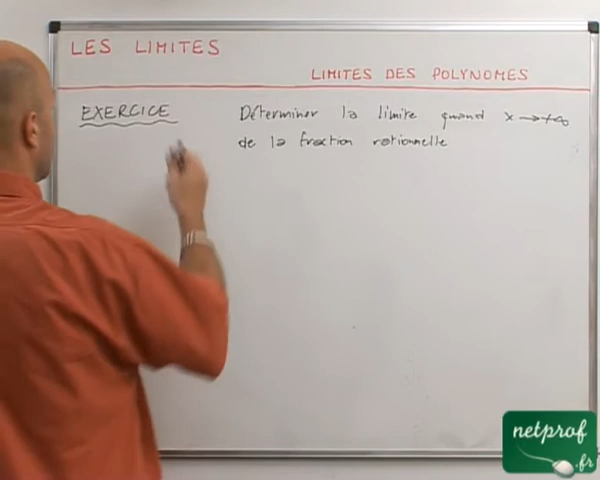 LES LIMITES
LIMITES DES POLYNOMES
EXERCICE
Déterminer la limite quand x → +∞
de la fraction rationnelle
netprof
.fr